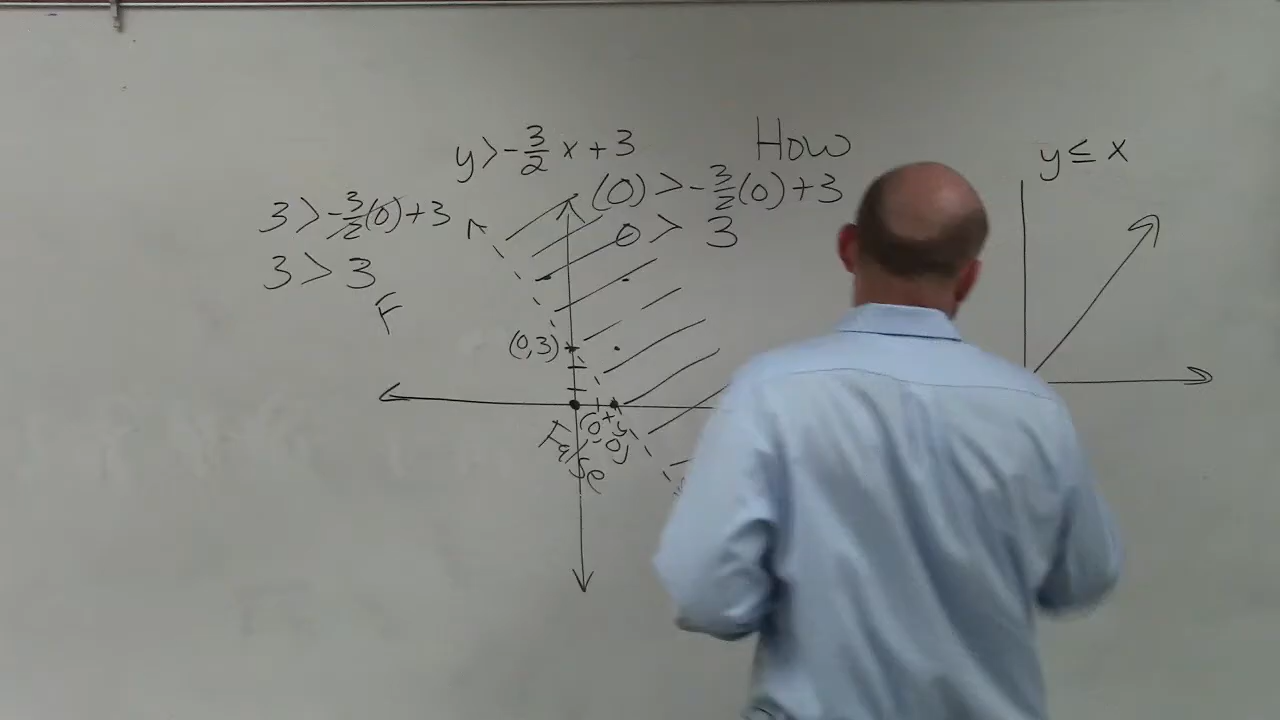 y > -3/2 x + 3
How
(0) > -3/2(0) + 3
0 > 3
3 > -3/2(0) + 3
3 > 3
F
(0,3)
False
y ≤ x